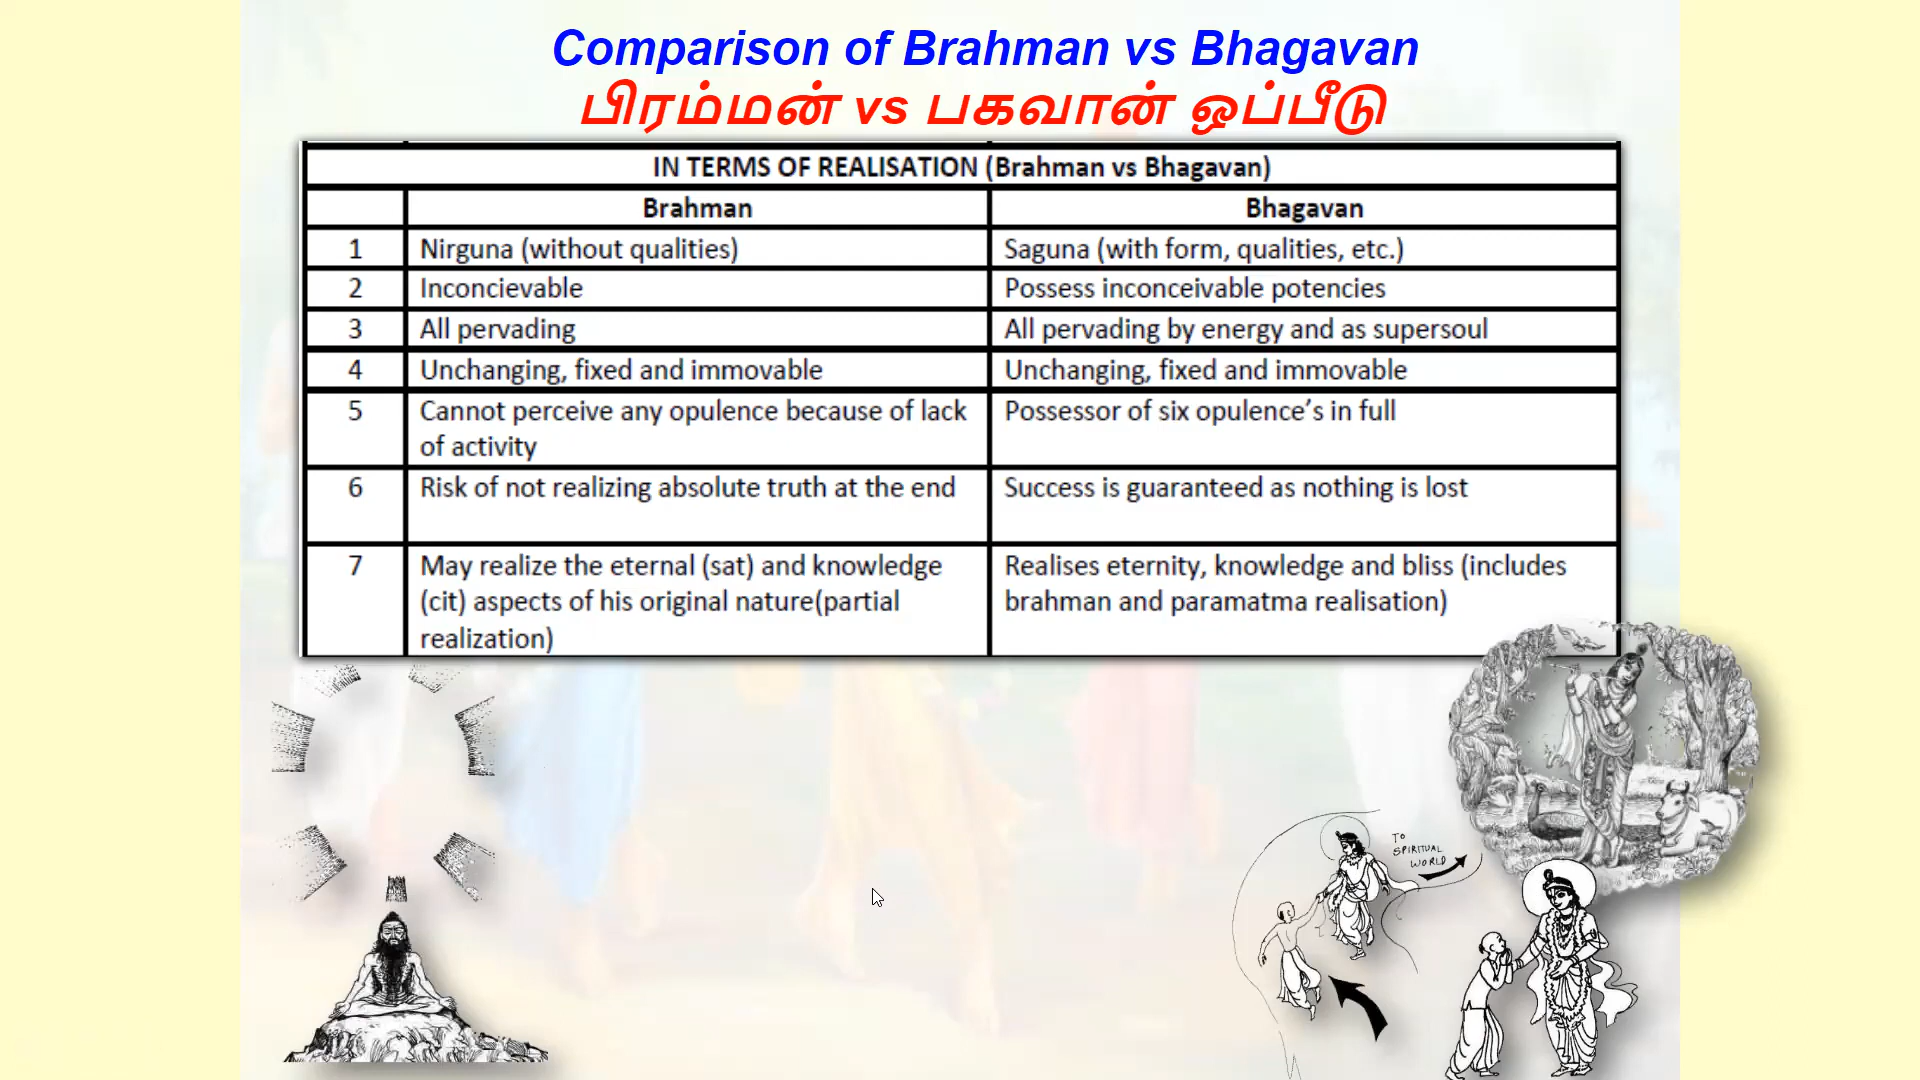 Comparison of Brahman vs Bhagavan
பிரம்மன் vs பகவான் ஒப்பீடு
IN TERMS OF REALISATION (Brahman vs Bhagavan)
Brahman Bhagavan
1 Nirguna (without qualities) Saguna (with form, qualities, etc.)
2 Inconcievable Possess inconceivable potencies
3 All pervading All pervading by energy and as supersoul
4 Unchanging, fixed and immovable Unchanging, fixed and immovable
5 Cannot perceive any opulence because of lack Possessor of six opulence's in full
of activity
6 Risk of not realizing absolute truth at the end Success is guaranteed as nothing is lost
7 May realize the eternal (sat) and knowledge Realises eternity, knowledge and bliss (includes
(cit) aspects of his original nature(partial brahman and paramatma realisation)
realization)
TO
SPIRITUAL
WORLD